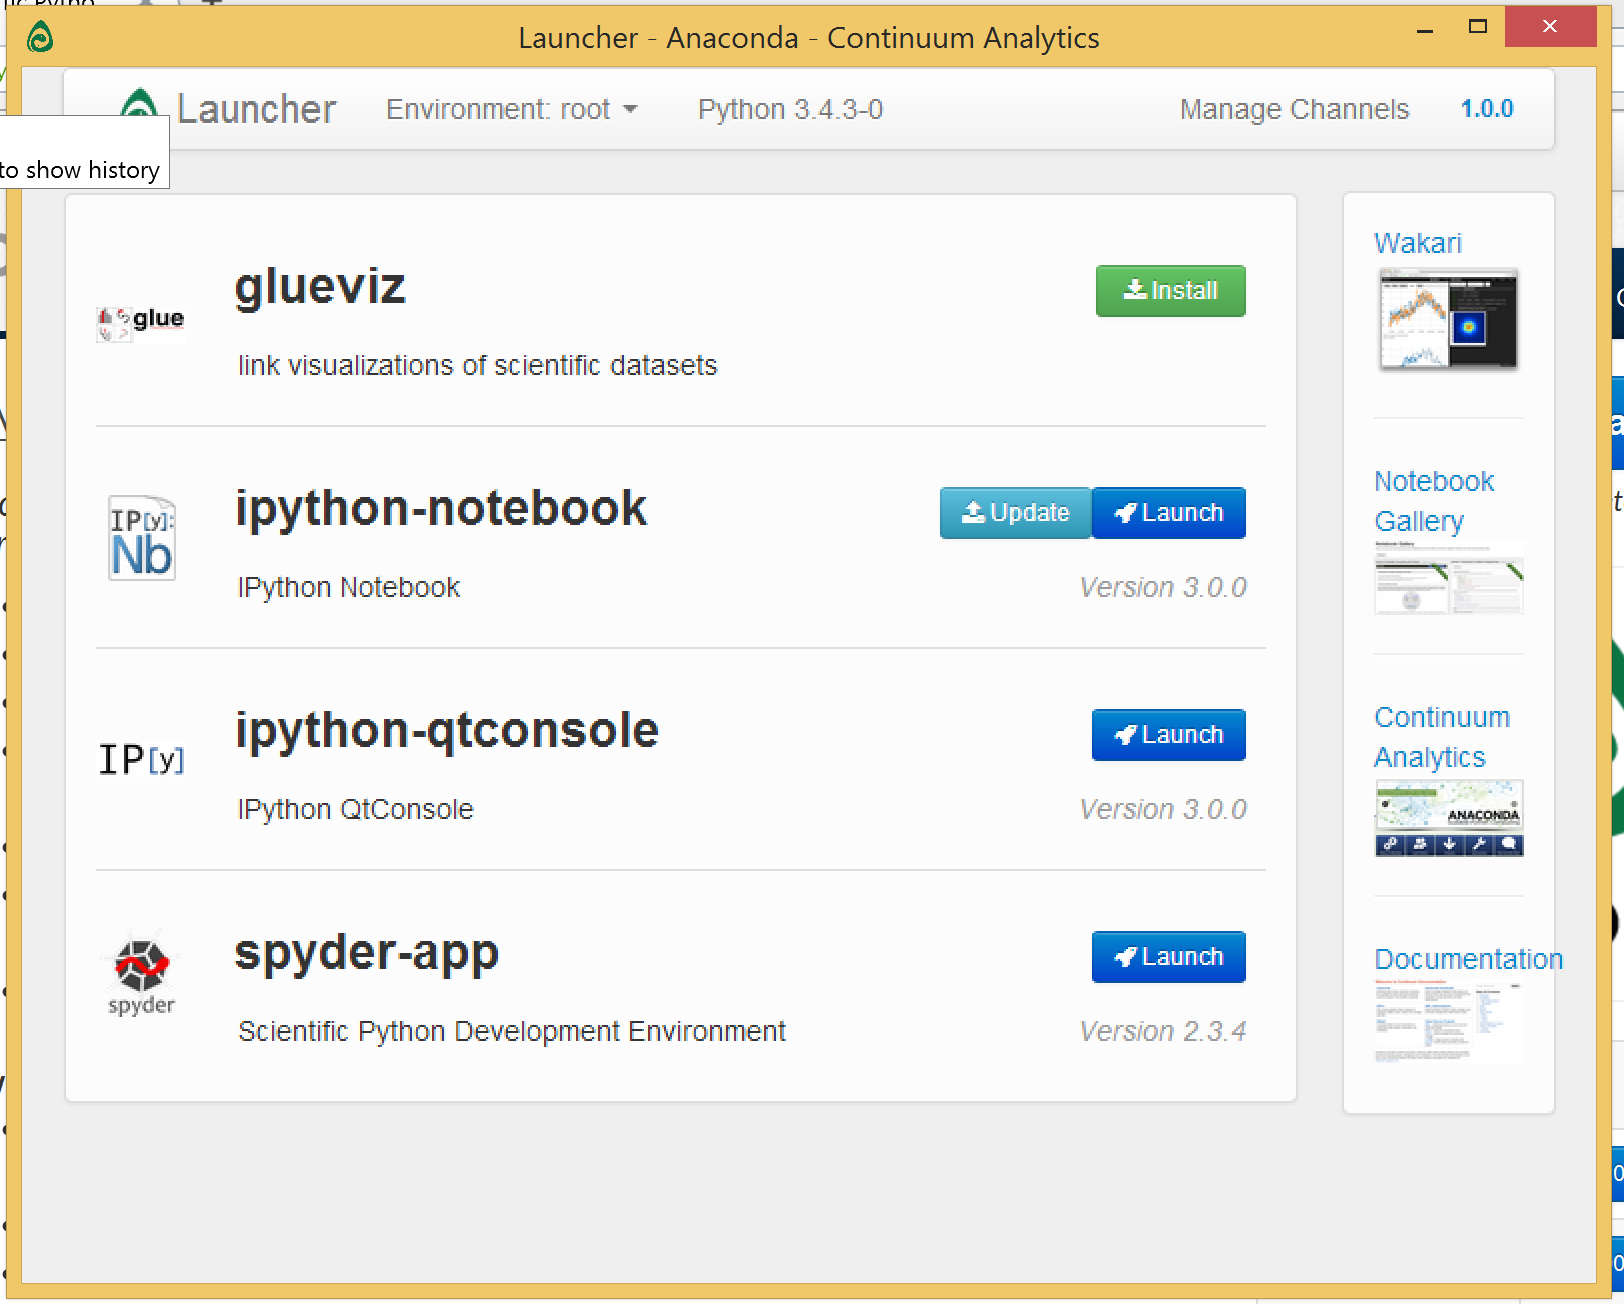 Launcher - Anaconda - Continuum Analytics
Launcher Environment: root Python 3.4.3-0 Manage Channels 1.0.0
to show history
glue
glueviz
Install
link visualizations of scientific datasets
IP[y]:
Nb
ipython-notebook
Update Launch
IPython Notebook
Version 3.0.0
IP[y]
ipython-qtconsole
Launch
IPython QtConsole
Version 3.0.0
spyder
spyder-app
Launch
Scientific Python Development Environment
Version 2.3.4
Wakari
Notebook
Gallery
Continuum
Analytics
ANACONDA
Documentation